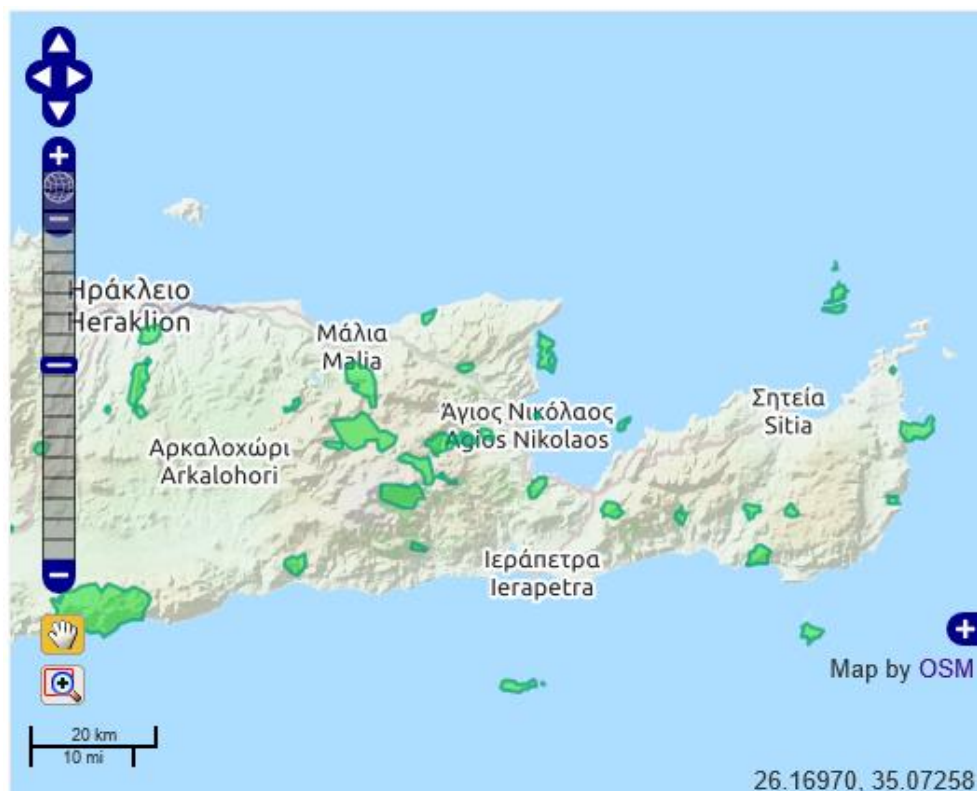 Ηράκλειο
Heraklion
Μάλια
Malia
Άγιος Νικόλαος
Agios Nikolaos
Σητεία
Sitia
Αρκαλοχώρι
Arkalohori
Ιεράπετρα
Ierapetra
Map by OSM
20 km
10 mi
26.16970, 35.07258